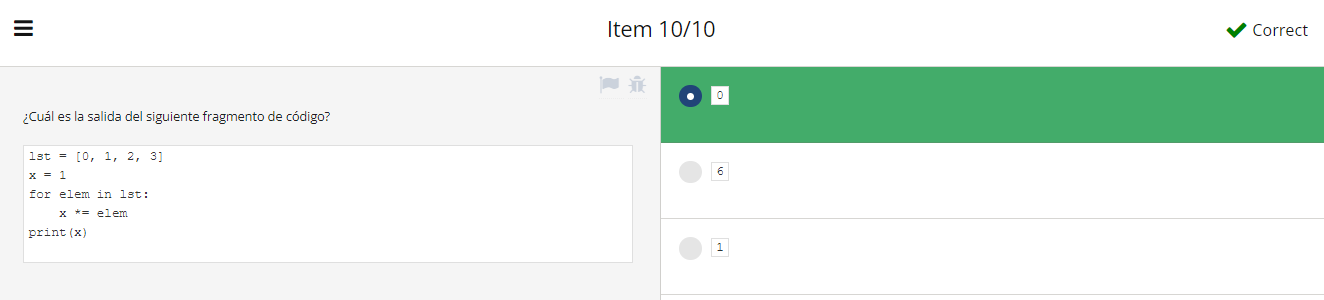 Item 10/10
Correct
¿Cuál es la salida del siguiente fragmento de código?
lst = [0, 1, 2, 3]
x = 1
for elem in lst:
    x *= elem
print(x)
0
6
1